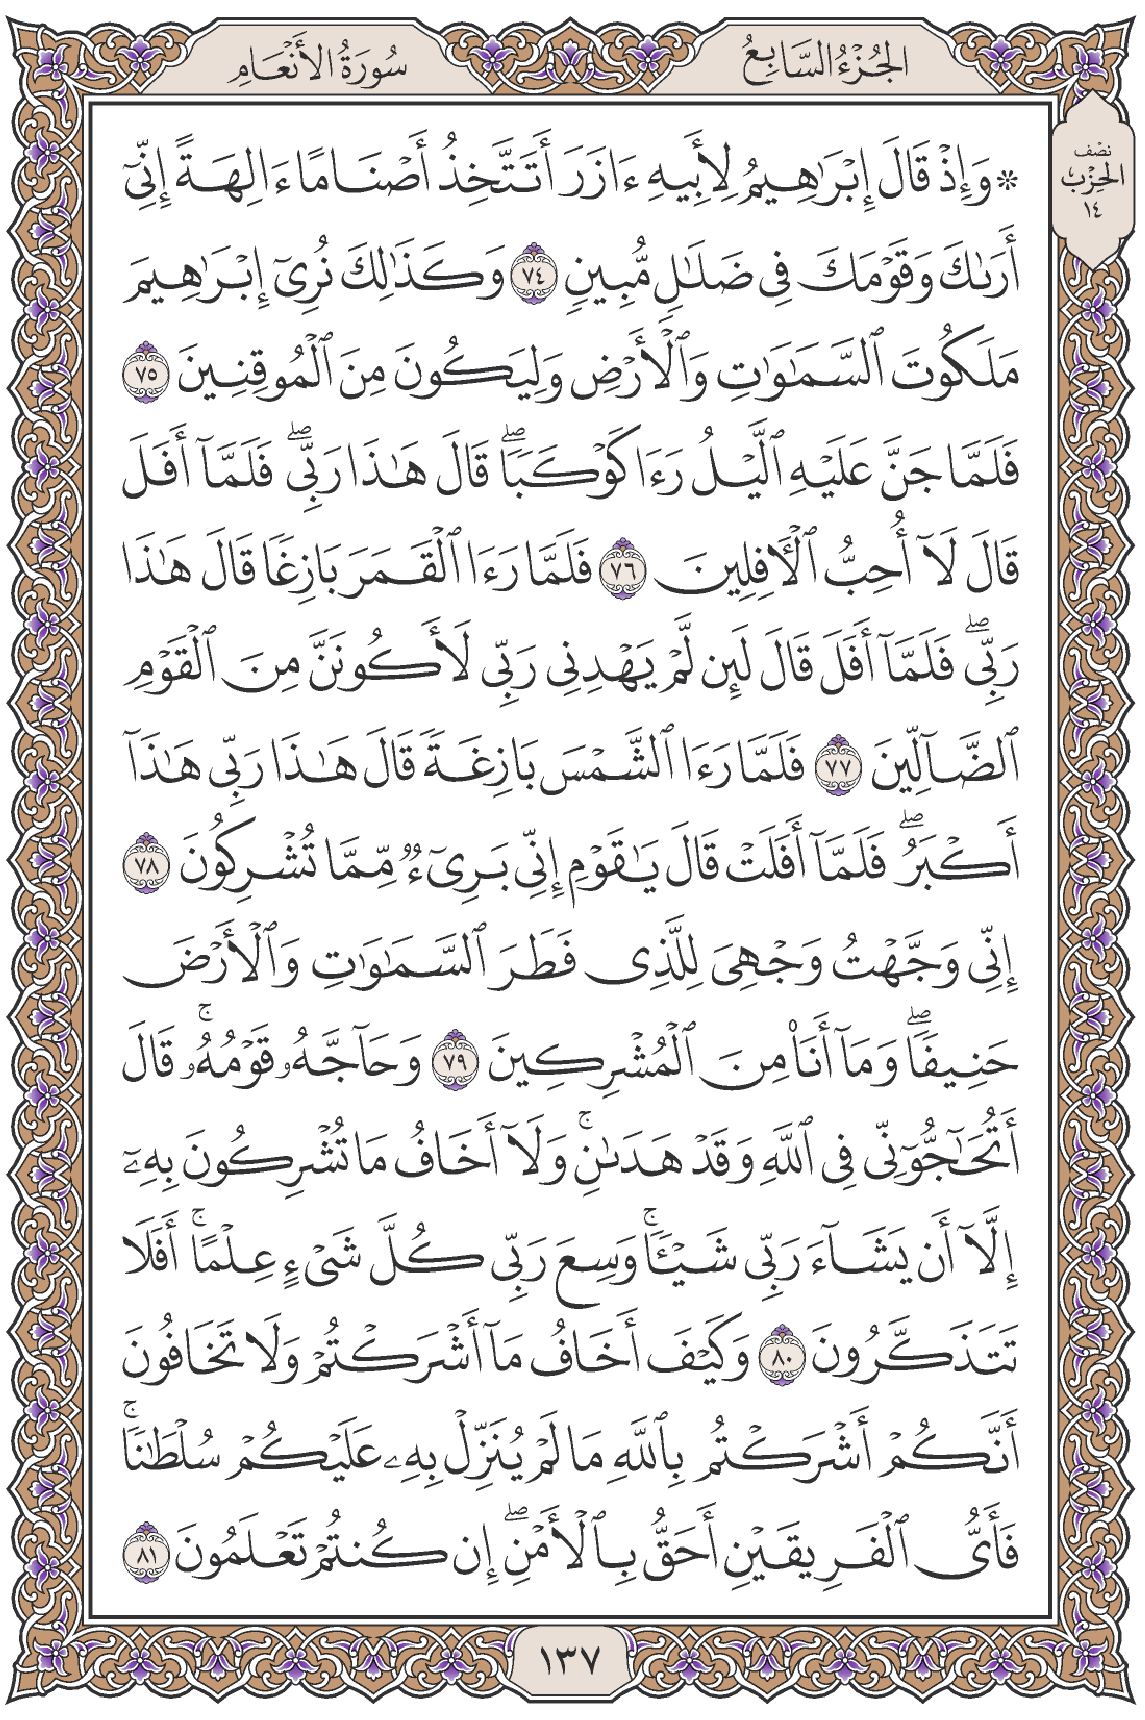 الجُزْءُ السَّابِعُ
سُورَةُ الأَنْعَامِ
نصف
الحِزْب
١٤
۞ وَإِذْ قَالَ إِبْرَٰهِيمُ لِأَبِيهِ ءَازَرَ أَتَتَّخِذُ أَصْنَامًا ءَالِهَةً إِنِّىٓ
أَرَىٰكَ وَقَوْمَكَ فِى ضَلَٰلٍ مُّبِينٍ ٧٤ وَكَذَٰلِكَ نُرِىٓ إِبْرَٰهِيمَ
مَلَكُوتَ ٱلسَّمَٰوَٰتِ وَٱلْأَرْضِ وَلِيَكُونَ مِنَ ٱلْمُوقِنِينَ ٧٥
فَلَمَّا جَنَّ عَلَيْهِ ٱلَّيْلُ رَءَا كَوْكَبًاۖ قَالَ هَٰذَا رَبِّىۖ فَلَمَّآ أَفَلَ
قَالَ لَآ أُحِبُّ ٱلْءَافِلِينَ ٧٦ فَلَمَّا رَءَا ٱلْقَمَرَ بَازِغًا قَالَ هَٰذَا
رَبِّىۖ فَلَمَّآ أَفَلَ قَالَ لَئِن لَّمْ يَهْدِنِى رَبِّى لَأَكُونَنَّ مِنَ ٱلْقَوْمِ
ٱلضَّآلِّينَ ٧٧ فَلَمَّا رَءَا ٱلشَّمْسَ بَازِغَةً قَالَ هَٰذَا رَبِّى هَٰذَآ
أَكْبَرُۖ فَلَمَّآ أَفَلَتْ قَالَ يَٰقَوْمِ إِنِّى بَرِىٓءٌ مِّمَّا تُشْرِكُونَ ٧٨
إِنِّى وَجَّهْتُ وَجْهِىَ لِلَّذِى فَطَرَ ٱلسَّمَٰوَٰتِ وَٱلْأَرْضَ
حَنِيفًاۖ وَمَآ أَنَا۠ مِنَ ٱلْمُشْرِكِينَ ٧٩ وَحَآجَّهُۥ قَوْمُهُۥۚ قَالَ
أَتُحَٰٓجُّوٓنِّى فِى ٱللَّهِ وَقَدْ هَدَىٰنِۚ وَلَآ أَخَافُ مَا تُشْرِكُونَ بِهِۦٓ
إِلَّآ أَن يَشَآءَ رَبِّى شَيْـًٔاۚ وَسِعَ رَبِّى كُلَّ شَىْءٍ عِلْمًاۚ أَفَلَا
تَتَذَكَّرُونَ ٨٠ وَكَيْفَ أَخَافُ مَآ أَشْرَكْتُمْ وَلَا تَخَافُونَ
أَنَّكُمْ أَشْرَكْتُم بِٱللَّهِ مَا لَمْ يُنَزِّلْ بِهِۦ عَلَيْكُمْ سُلْطَٰنًاۚ
فَأَىُّ ٱلْفَرِيقَيْنِ أَحَقُّ بِٱلْأَمْنِۖ إِن كُنتُمْ تَعْلَمُونَ ٨١
١٣٧